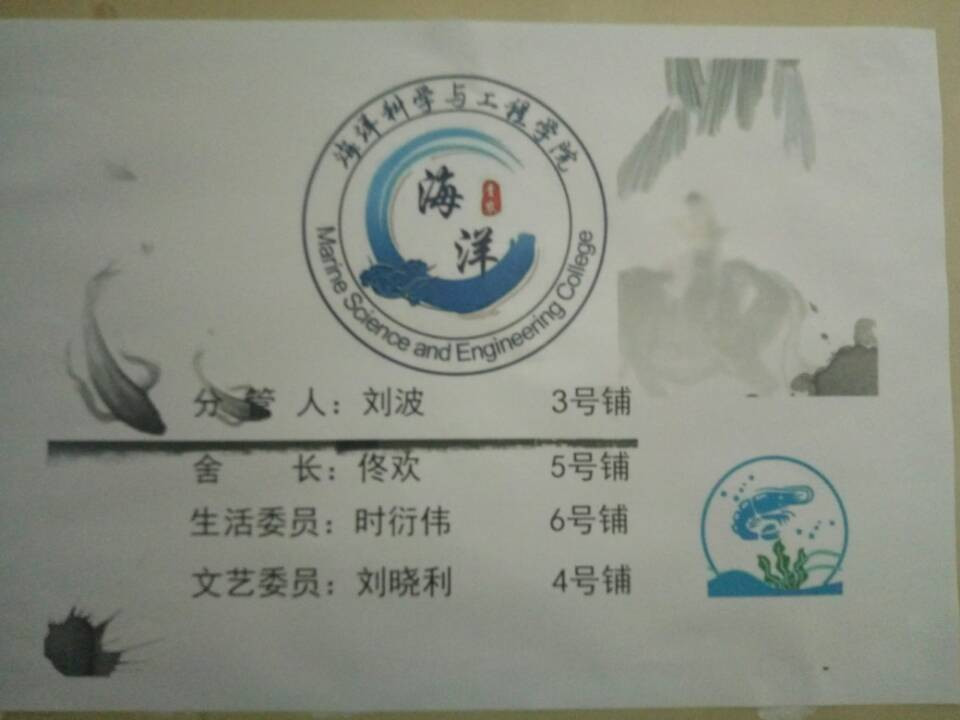 海洋科学与工程学院
海
洋
Marine Science and Engineering College
分管人：刘波 3号铺
舍 长：佟欢 5号铺
生活委员：时衍伟 6号铺
文艺委员：刘晓利 4号铺